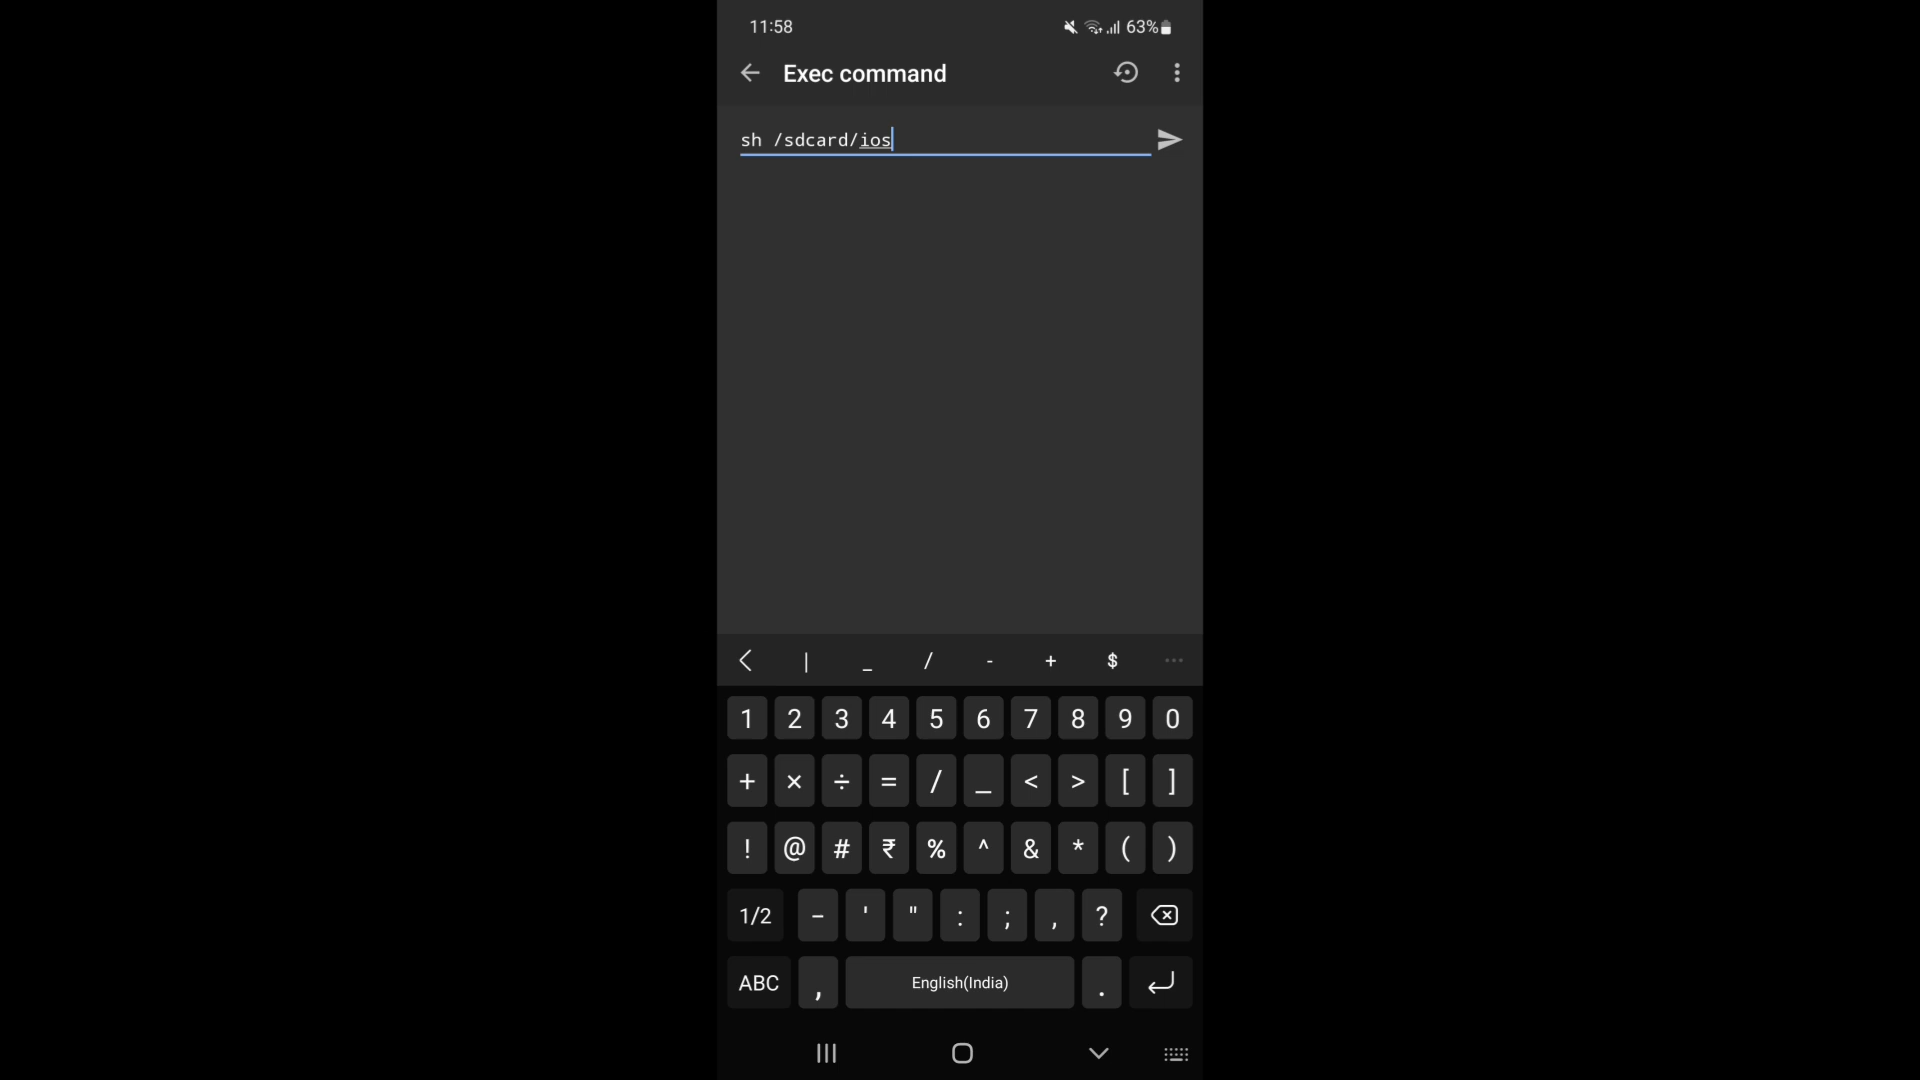 11:58
63%
Exec command
sh /sdcard/ios
| _ / - + $
1 2 3 4 5 6 7 8 9 0
+ × ÷ = / _ < > [ ]
! @ # ₹ % ^ & * ( )
1/2 - ' " : ; , ?
ABC , English(India) .